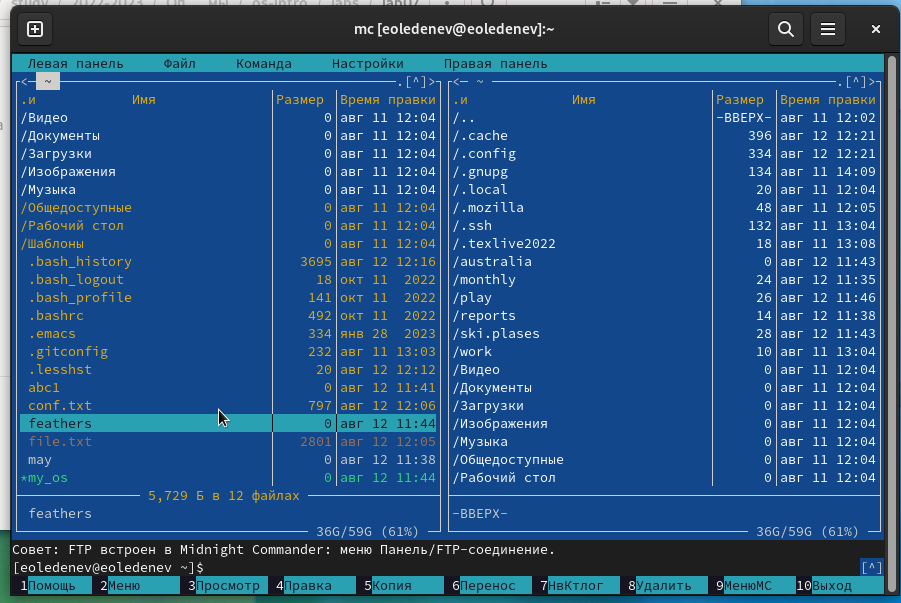 study / 2022-2023 / Оп... мы / os-intro / labs / lab07
mc [eoledenev@eoledenev]:~
Левая панель Файл Команда Настройки Правая панель
<— ~ .[^]> <— ~ .[^]>
.и Имя Размер Время правки .и Имя Размер Время правки
/Видео 0 авг 11 12:04 /.. -ВВЕРХ- авг 11 12:02
/Документы 0 авг 11 12:04 /.cache 396 авг 12 12:21
/Загрузки 0 авг 11 12:04 /.config 334 авг 12 12:21
/Изображения 0 авг 11 12:04 /.gnupg 134 авг 11 14:09
/Музыка 0 авг 11 12:04 /.local 20 авг 11 12:04
/Общедоступные 0 авг 11 12:04 /.mozilla 48 авг 11 12:05
/Рабочий стол 0 авг 11 12:04 /.ssh 132 авг 11 13:04
/Шаблоны 0 авг 11 12:04 /.texlive2022 18 авг 11 13:08
.bash_history 3695 авг 12 12:16 /australia 0 авг 12 11:43
.bash_logout 18 окт 11 2022 /monthly 24 авг 12 11:35
.bash_profile 141 окт 11 2022 /play 26 авг 12 11:46
.bashrc 492 окт 11 2022 /reports 14 авг 12 11:38
.emacs 334 янв 28 2023 /ski.plases 28 авг 12 11:43
.gitconfig 232 авг 11 13:03 /work 10 авг 11 13:04
.lesshst 20 авг 12 12:12 /Видео 0 авг 11 12:04
abc1 0 авг 12 11:41 /Документы 0 авг 11 12:04
conf.txt 797 авг 12 12:06 /Загрузки 0 авг 11 12:04
feathers 0 авг 12 11:44 /Изображения 0 авг 11 12:04
file.txt 2801 авг 12 12:05 /Музыка 0 авг 11 12:04
may 0 авг 12 11:38 /Общедоступные 0 авг 11 12:04
*my_os 0 авг 12 11:44 /Рабочий стол 0 авг 11 12:04
5,729 Б в 12 файлах
feathers -ВВЕРХ-
36G/59G (61%) 36G/59G (61%)
Совет: FTP встроен в Midnight Commander: меню Панель/FTP-соединение.
[eoledenev@eoledenev ~]$ [^]
1Помощь 2Меню 3Просмотр 4Правка 5Копия 6Перенос 7НвКтлог 8Удалить 9МенюMC 10Выход